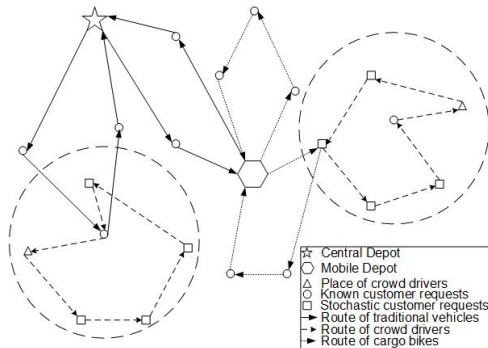 Central Depot
Mobile Depot
Place of crowd drivers
Known customer requests
Stochastic customer requests
Route of traditional vehicles
Route of crowd drivers
Route of cargo bikes